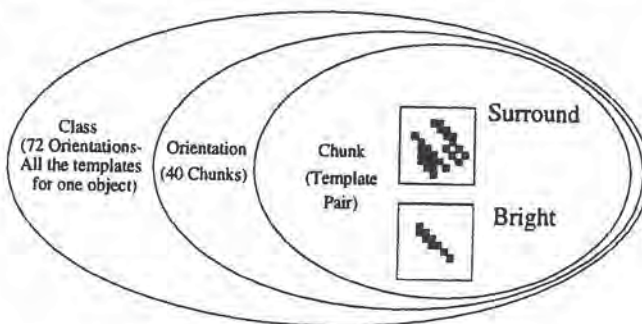 Class
(72 Orientations-
All the templates
for one object)
Orientation
(40 Chunks)
Chunk
(Template
Pair)
Surround
Bright